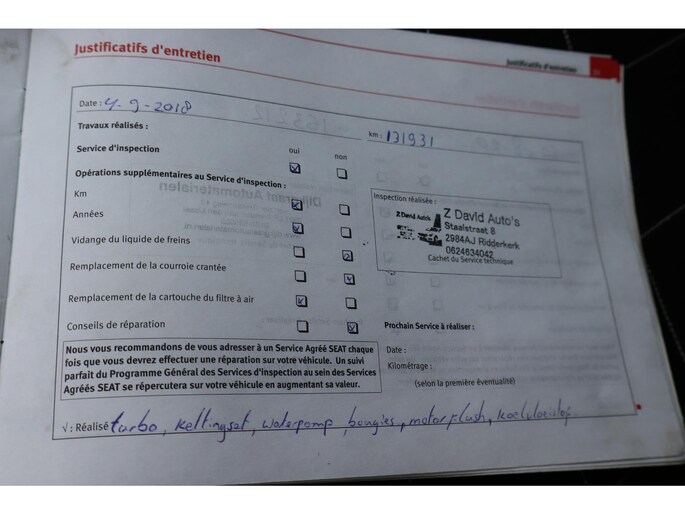 Justificatifs d'entretien
Justificatifs d'entretien
Date : 4-9-2018
km : 131931
Travaux réalisés :
oui non
Service d'inspection
Opérations supplémentaires au Service d'inspection :
Km
Années
Vidange du liquide de freins
Remplacement de la courroie crantée
Remplacement de la cartouche du filtre à air
Conseils de réparation
Inspection réalisée :
Z David Auto's
Z David Auto's
Staalstraat 8
2984AJ Ridderkerk
0624634042
Cachet du Service technique
Prochain Service à réaliser :
Date :
Kilométrage :
(selon la première éventualité)
Nous vous recommandons de vous adresser à un Service Agréé SEAT chaque
fois que vous devrez effectuer une réparation sur votre véhicule. Un suivi
parfait du Programme Général des Services d'Inspection au sein des Services
Agréés SEAT se répercutera sur votre véhicule en augmentant sa valeur.
√ : Réalisé turbo, kettingset, waterpomp, bougies, motorflush, koelvloeistof